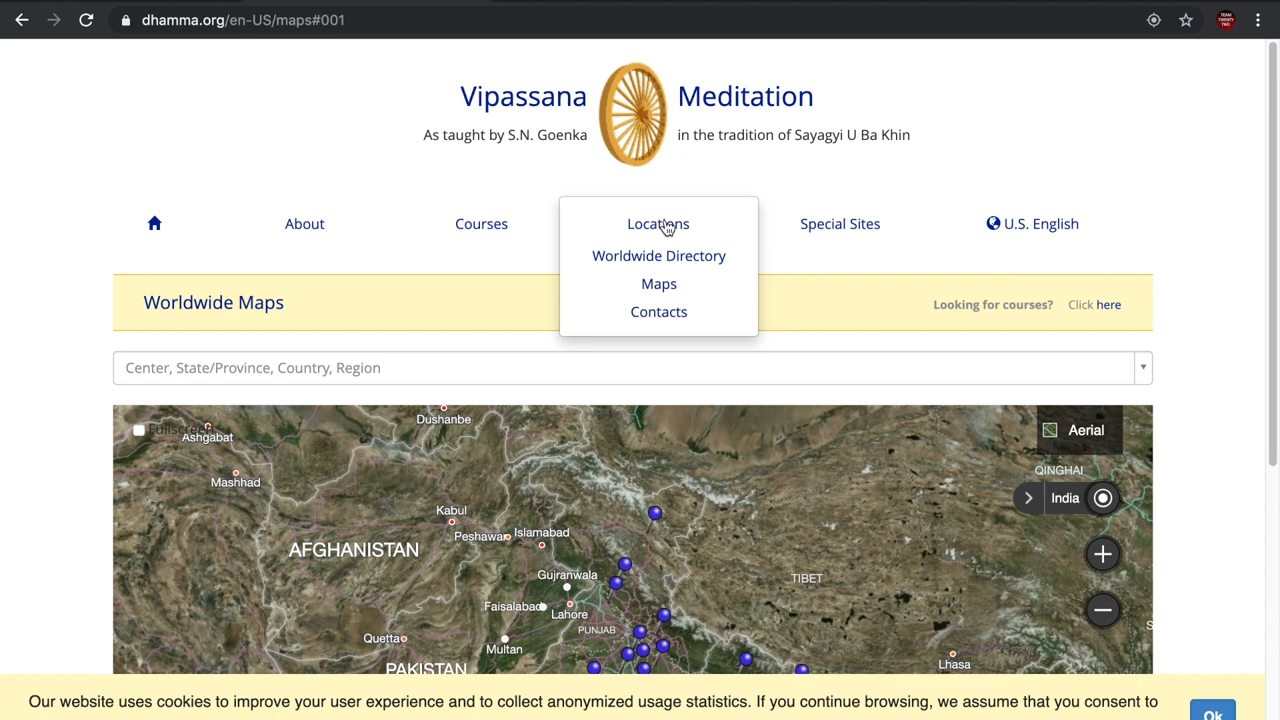 dhamma.org/en-US/maps#001
TEAM
TWENTY
TWO
Vipassana Meditation
As taught by S.N. Goenka in the tradition of Sayagyi U Ba Khin
About Courses Locations Special Sites U.S. English
Worldwide Directory
Maps
Contacts
Worldwide Maps Looking for courses? Click here
Center, State/Province, Country, Region
Dushanbe
Fullscreen
Ashgabat
Aerial
QINGHAI
Mashhad
India
Kabul
Peshawar
Islamabad
AFGHANISTAN
Gujranwala
TIBET
Faisalabad
Lahore
PUNJAB
Quetta
Multan
Lhasa
PAKISTAN
Our website uses cookies to improve your user experience and to collect anonymized usage statistics. If you continue browsing, we assume that you consent to
Ok